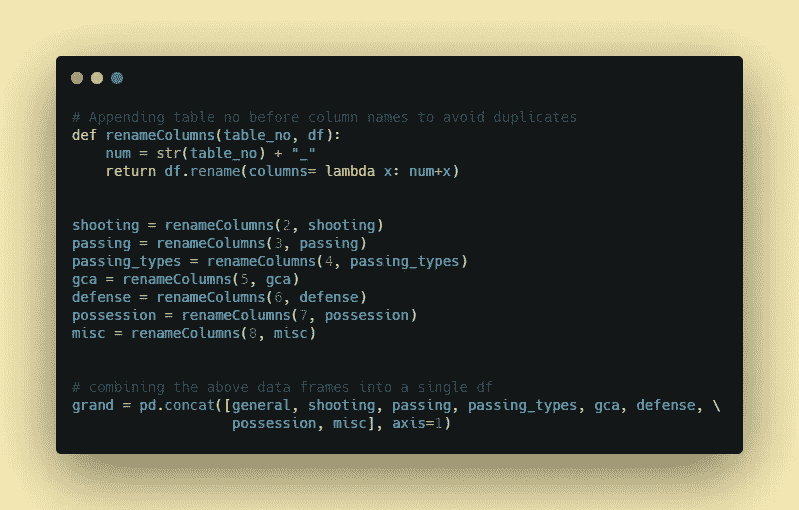 # Appending table no before column names to avoid duplicates
def renameColumns(table_no, df):
    num = str(table_no) + "_"
    return df.rename(columns= lambda x: num+x)
shooting = renameColumns(2, shooting)
passing = renameColumns(3, passing)
passing_types = renameColumns(4, passing_types)
gca = renameColumns(5, gca)
defense = renameColumns(6, defense)
possession = renameColumns(7, possession)
misc = renameColumns(8, misc)
# combining the above data frames into a single df
grand = pd.concat([general, shooting, passing, passing_types, gca, defense, \
                   possession, misc], axis=1)